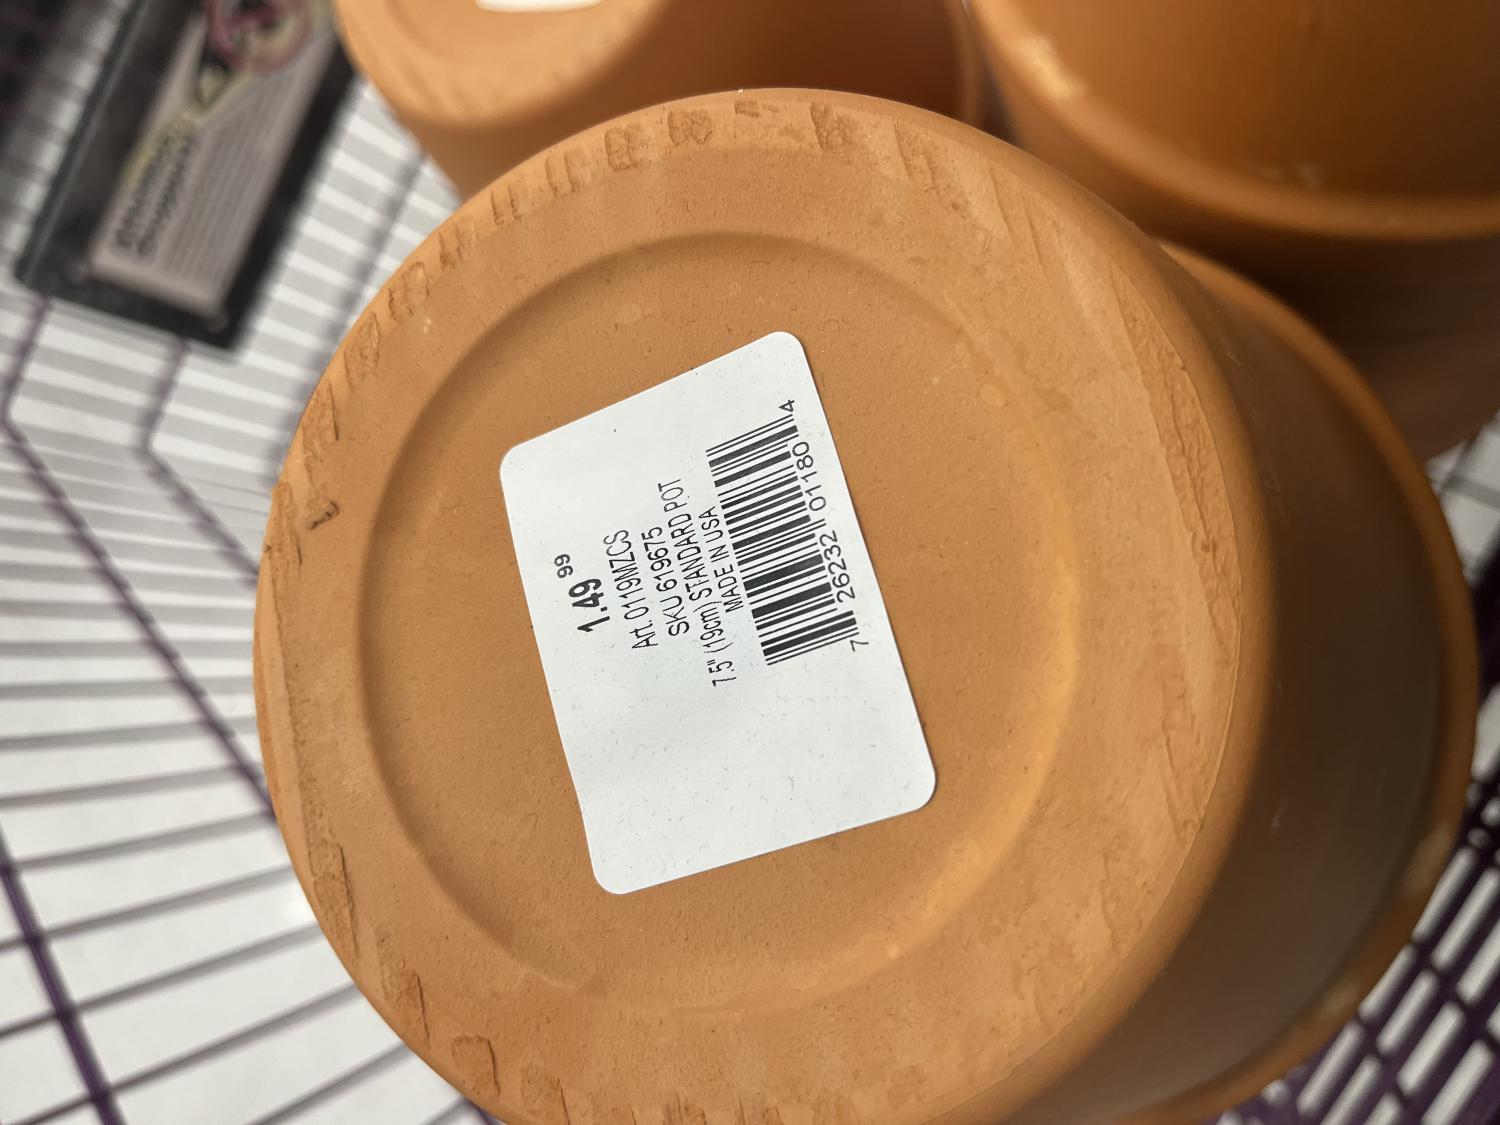 1.49 99
Art. 0119MZCS
SKU 619675
7.5"/(19cm) STANDARD POT
MADE IN USA
7 26232 01180 4